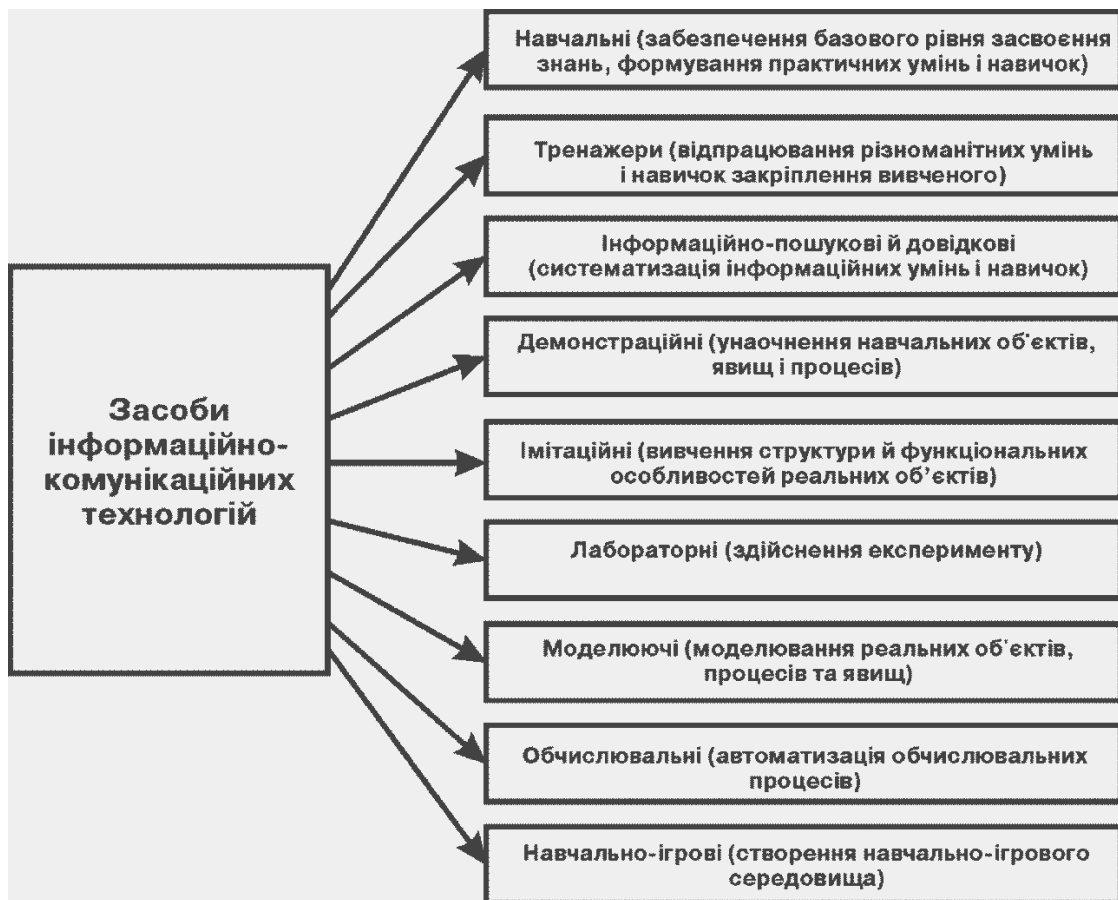 Навчальні (забезпечення базового рівня засвоєння
знань, формування практичних умінь і навичок)
Тренажери (відпрацювання різноманітних умінь
і навичок закріплення вивченого)
Інформаційно-пошукові й довідкові
(систематизація інформаційних умінь і навичок)
Демонстраційні (унаочнення навчальних об'єктів,
явищ і процесів)
Засоби
інформаційно-
комунікаційних
технологій
Імітаційні (вивчення структури й функціональних
особливостей реальних об’єктів)
Лабораторні (здійснення експерименту)
Моделюючі (моделювання реальних об'єктів,
процесів та явищ)
Обчислювальні (автоматизація обчислювальних
процесів)
Навчально-ігрові (створення навчально-ігрового
середовища)